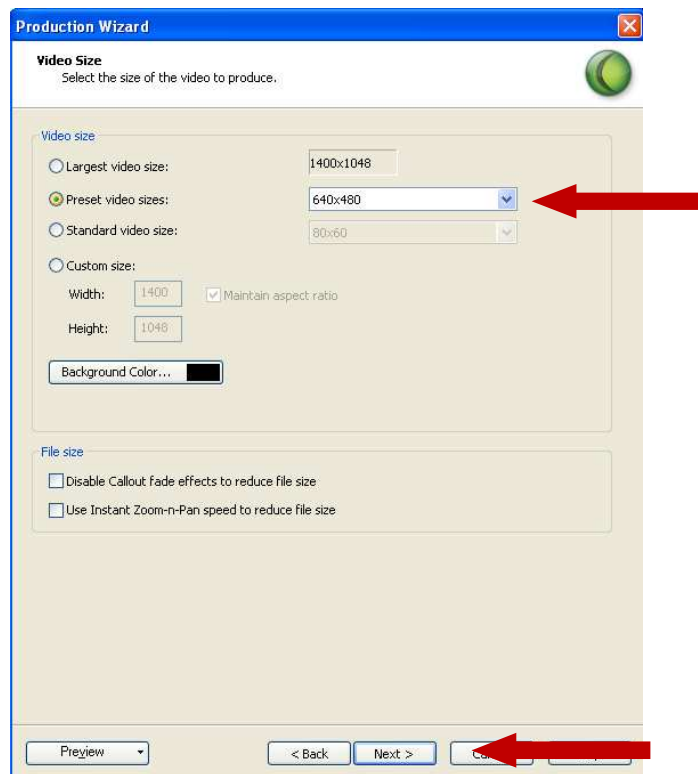 Production Wizard
Video Size
Select the size of the video to produce.
Video size
Largest video size: 1400x1048
Preset video sizes: 640x480
Standard video size: 80x60
Custom size:
Width: 1400 Maintain aspect ratio
Height: 1048
Background Color...
File size
Disable Callout fade effects to reduce file size
Use Instant Zoom-n-Pan speed to reduce file size
Preview < Back Next >